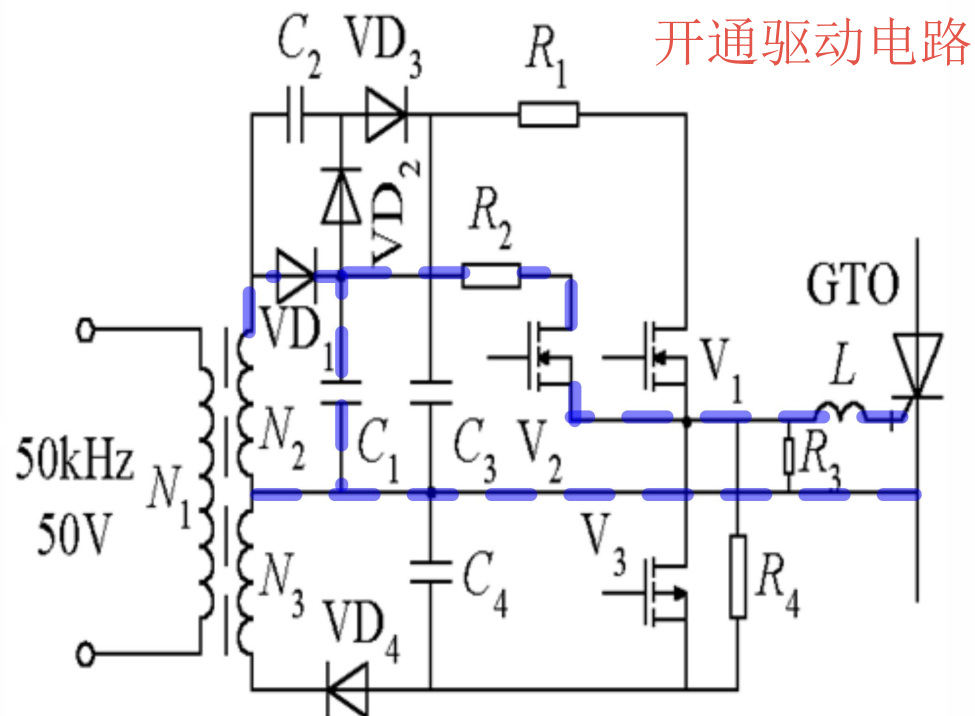 开通驱动电路
C2 VD3 R1
VD2
R2
GTO
VD1
V1 L
50kHz
50V
N1 N2 C1 C3 V2 R3
V3
N3 C4 R4
VD4